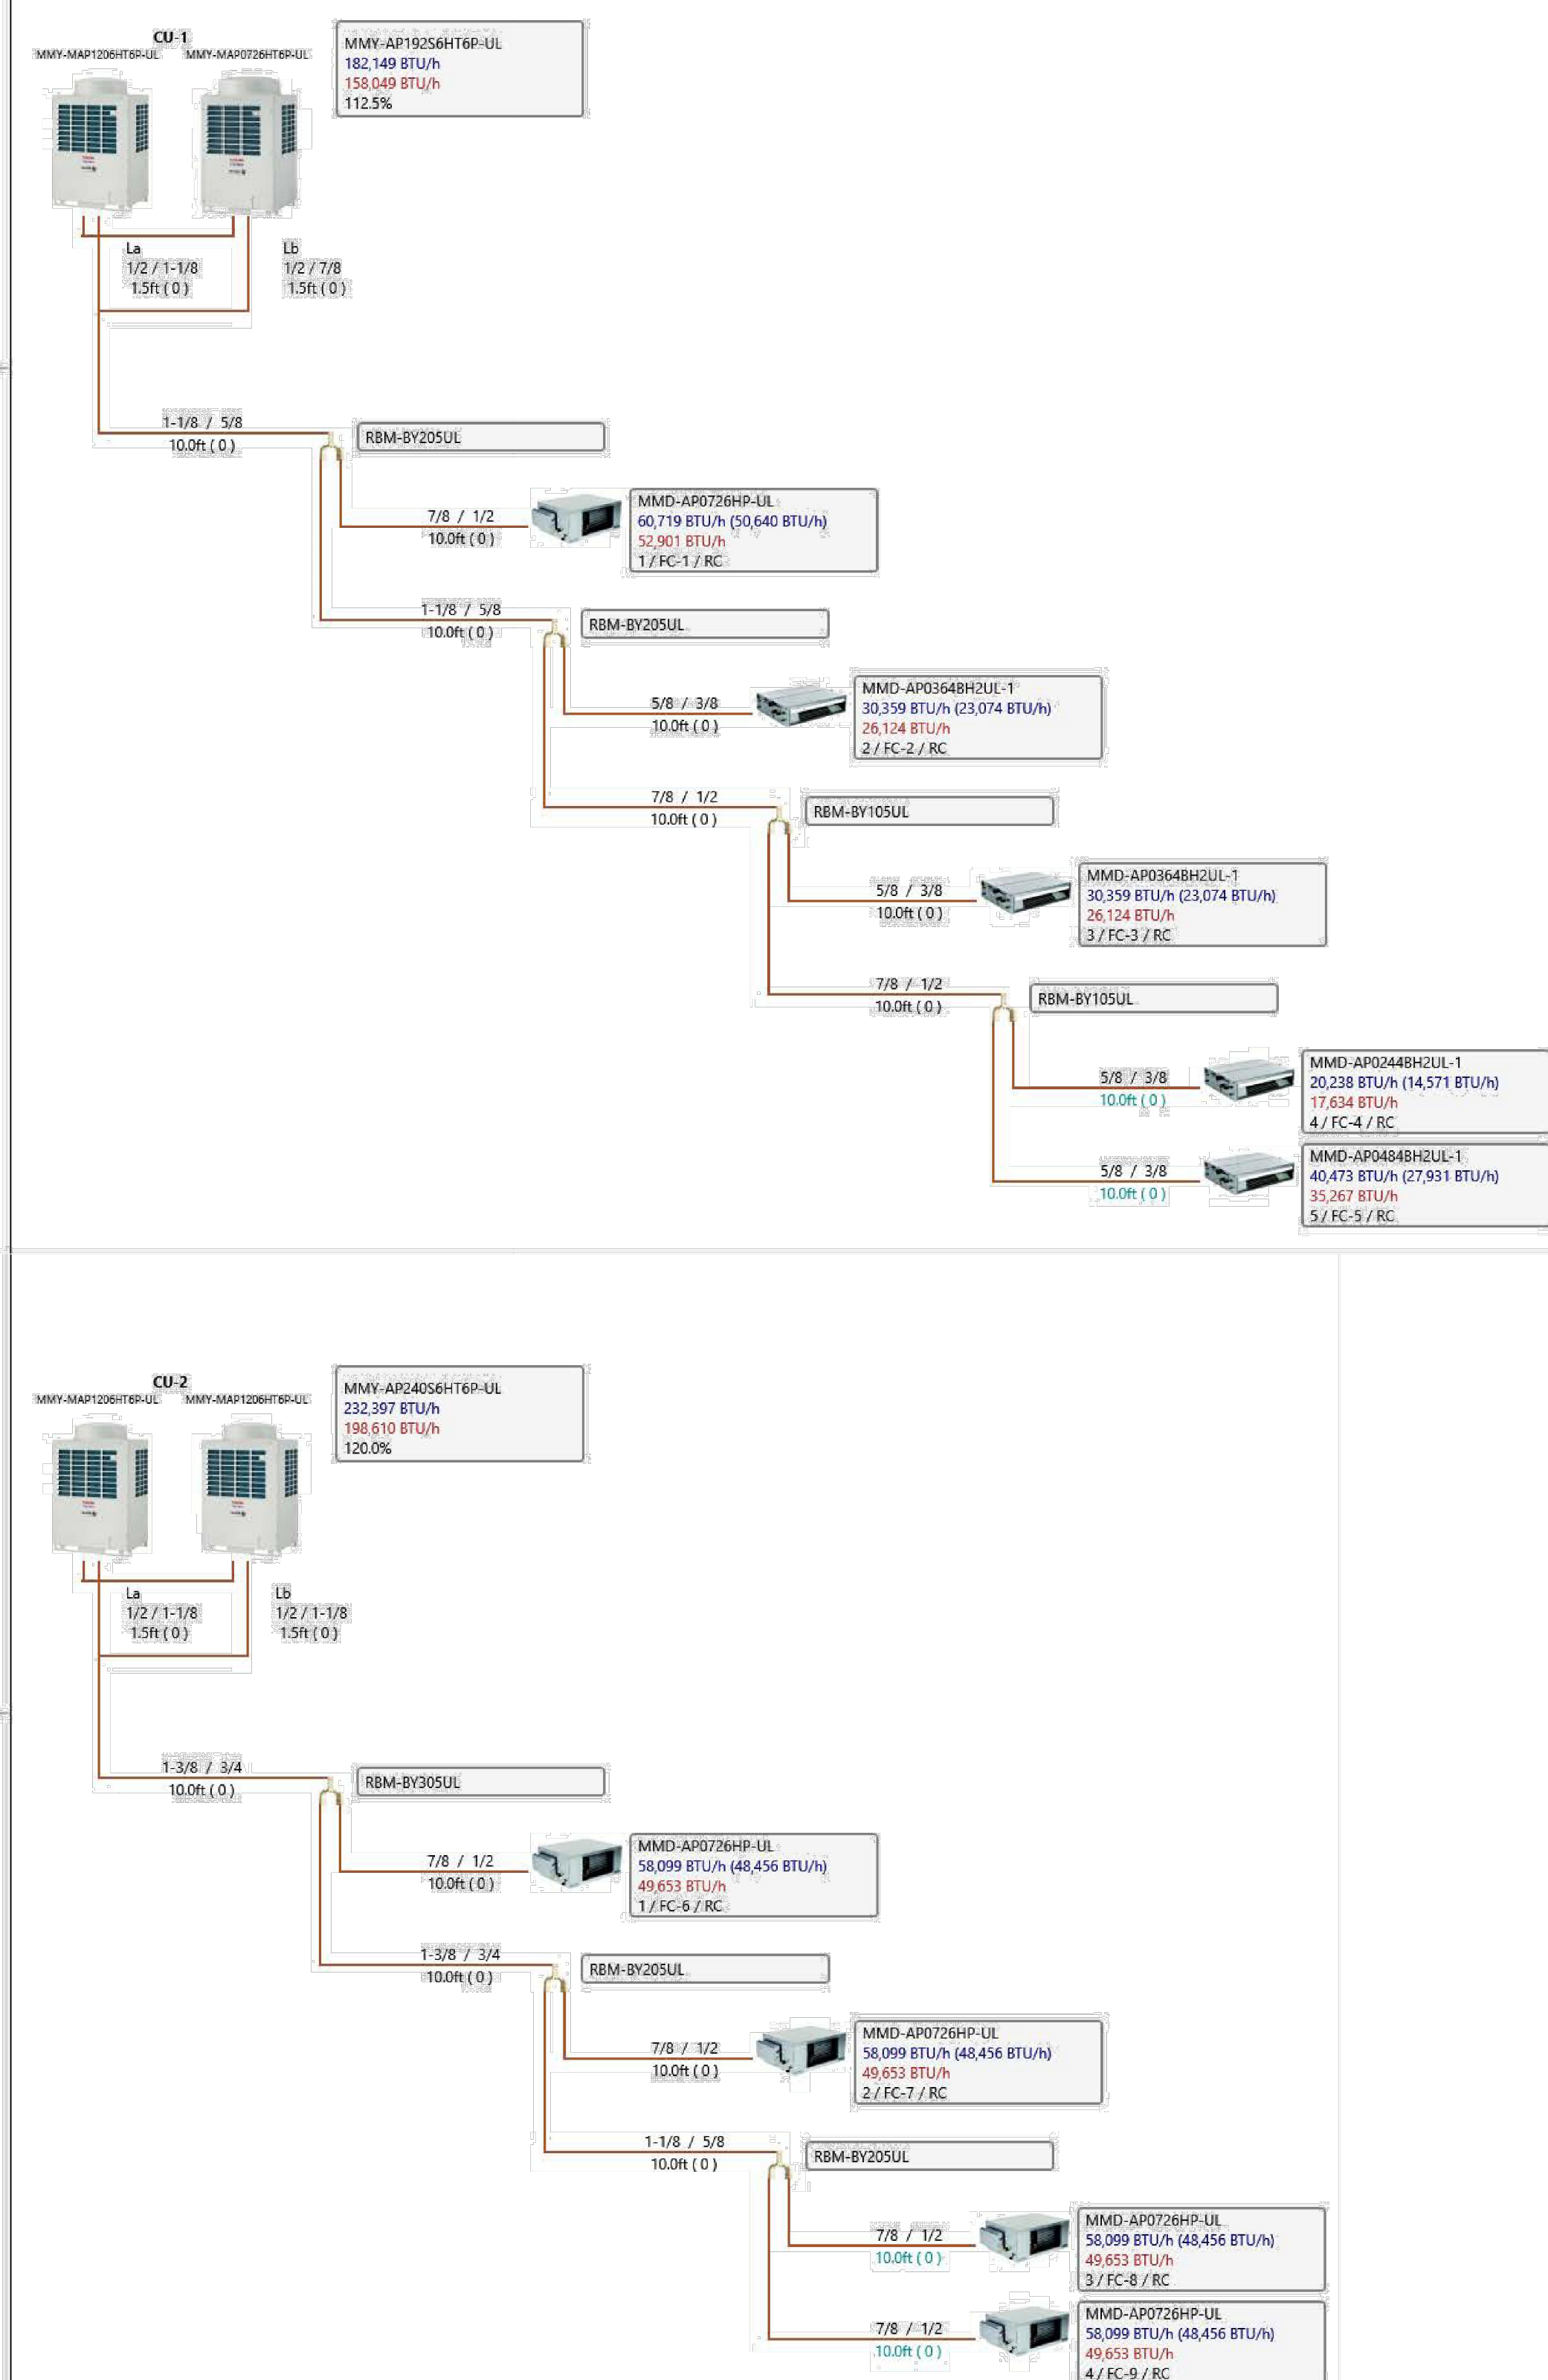 CU-1
MMY-MAP1206HT6P-UL MMY-MAP0726HT6P-UL
MMY-AP192S6HT6P-UL
182,149 BTU/h
158,049 BTU/h
112.5%
La
1/2 / 1-1/8
1.5ft ( 0 )
Lb
1/2 / 7/8
1.5ft ( 0 )
1-1/8 / 5/8
10.0ft ( 0 )
RBM-BY205UL
7/8 / 1/2
10.0ft ( 0 )
MMD-AP0726HP-UL
60,719 BTU/h (50,640 BTU/h)
52,901 BTU/h
1 / FC-1 / RC
1-1/8 / 5/8
10.0ft ( 0 )
RBM-BY205UL
5/8 / 3/8
10.0ft ( 0 )
MMD-AP0364BH2UL-1
30,359 BTU/h (23,074 BTU/h)
26,124 BTU/h
2 / FC-2 / RC
7/8 / 1/2
10.0ft ( 0 )
RBM-BY105UL
5/8 / 3/8
10.0ft ( 0 )
MMD-AP0364BH2UL-1
30,359 BTU/h (23,074 BTU/h)
26,124 BTU/h
3 / FC-3 / RC
7/8 / 1/2
10.0ft ( 0 )
RBM-BY105UL
5/8 / 3/8
10.0ft ( 0 )
MMD-AP0244BH2UL-1
20,238 BTU/h (14,571 BTU/h)
17,634 BTU/h
4 / FC-4 / RC
5/8 / 3/8
10.0ft ( 0 )
MMD-AP0484BH2UL-1
40,473 BTU/h (27,931 BTU/h)
35,267 BTU/h
5 / FC-5 / RC
CU-2
MMY-MAP1206HT6P-UL MMY-MAP1206HT6P-UL
MMY-AP240S6HT6P-UL
232,397 BTU/h
198,610 BTU/h
120.0%
La
1/2 / 1-1/8
1.5ft ( 0 )
Lb
1/2 / 1-1/8
1.5ft ( 0 )
1-3/8 / 3/4
10.0ft ( 0 )
RBM-BY305UL
7/8 / 1/2
10.0ft ( 0 )
MMD-AP0726HP-UL
58,099 BTU/h (48,456 BTU/h)
49,653 BTU/h
1 / FC-6 / RC
1-3/8 / 3/4
10.0ft ( 0 )
RBM-BY205UL
7/8 / 1/2
10.0ft ( 0 )
MMD-AP0726HP-UL
58,099 BTU/h (48,456 BTU/h)
49,653 BTU/h
2 / FC-7 / RC
1-1/8 / 5/8
10.0ft ( 0 )
RBM-BY205UL
7/8 / 1/2
10.0ft ( 0 )
MMD-AP0726HP-UL
58,099 BTU/h (48,456 BTU/h)
49,653 BTU/h
3 / FC-8 / RC
7/8 / 1/2
10.0ft ( 0 )
MMD-AP0726HP-UL
58,099 BTU/h (48,456 BTU/h)
49,653 BTU/h
4 / FC-9 / RC